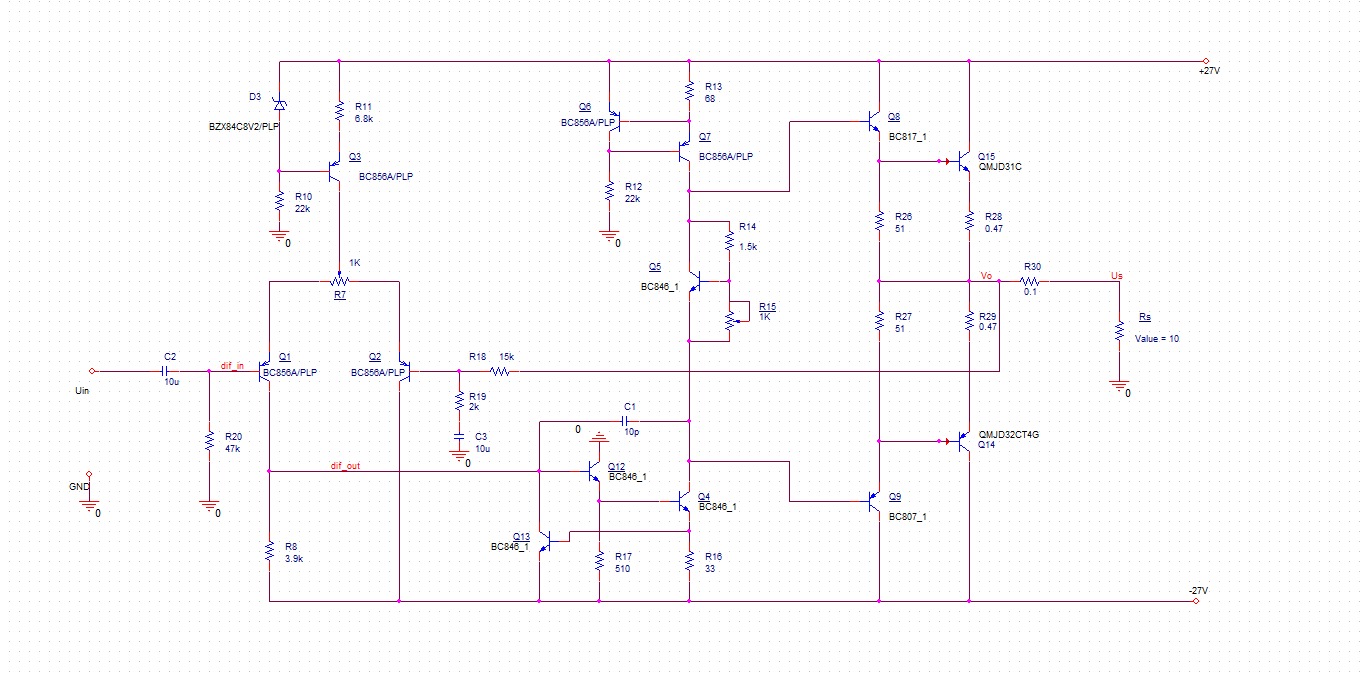 +27V
R13
68
D3
R11
6.8k
Q6
BC856A/PLP
Q8
BC817_1
BZX84C8V2/PLP
Q7
BC856A/PLP
Q3
BC856A/PLP
Q15
QMJD31C
R10
22k
R12
22k
0
0
R14
1.5k
R26
51
R28
0.47
1K
R7
Q5
BC846_1
Vo
R30
0.1
Us
R15
1K
R27
51
R29
0.47
Rs
Value = 10
0
C2
10u
dif_in
Q1
BC856A/PLP
Q2
BC856A/PLP
R18
15k
Uin
R19
2k
C1
10p
0
R20
47k
C3
10u
0
QMJD32CT4G
Q14
dif_out
Q12
BC846_1
GND
0
0
Q4
BC846_1
Q9
BC807_1
Q13
BC846_1
R8
3.9k
R17
510
R16
33
-27V